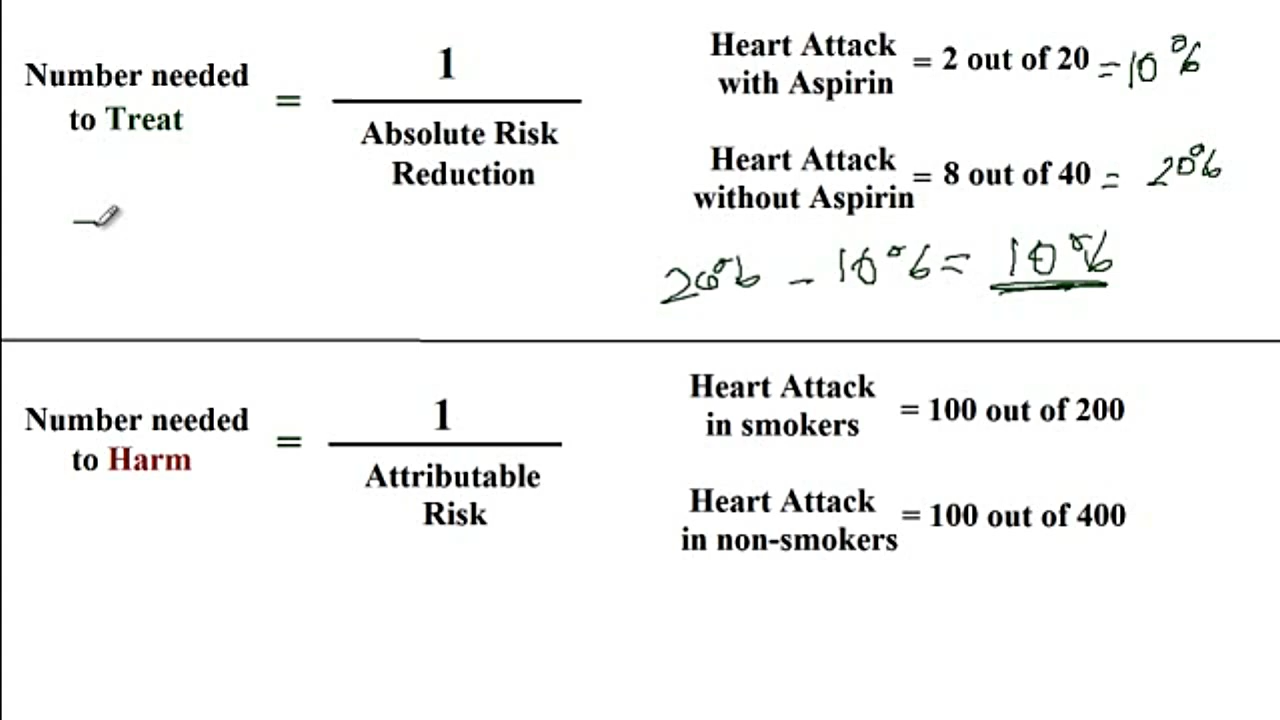 Number needed
to Treat
=
1
Absolute Risk
Reduction
Heart Attack
with Aspirin
= 2 out of 20 = 10%
Heart Attack
without Aspirin
= 8 out of 40 = 20%
20% - 10% = 10%
Number needed
to Harm
=
1
Attributable
Risk
Heart Attack
in smokers
= 100 out of 200
Heart Attack
in non-smokers
= 100 out of 400